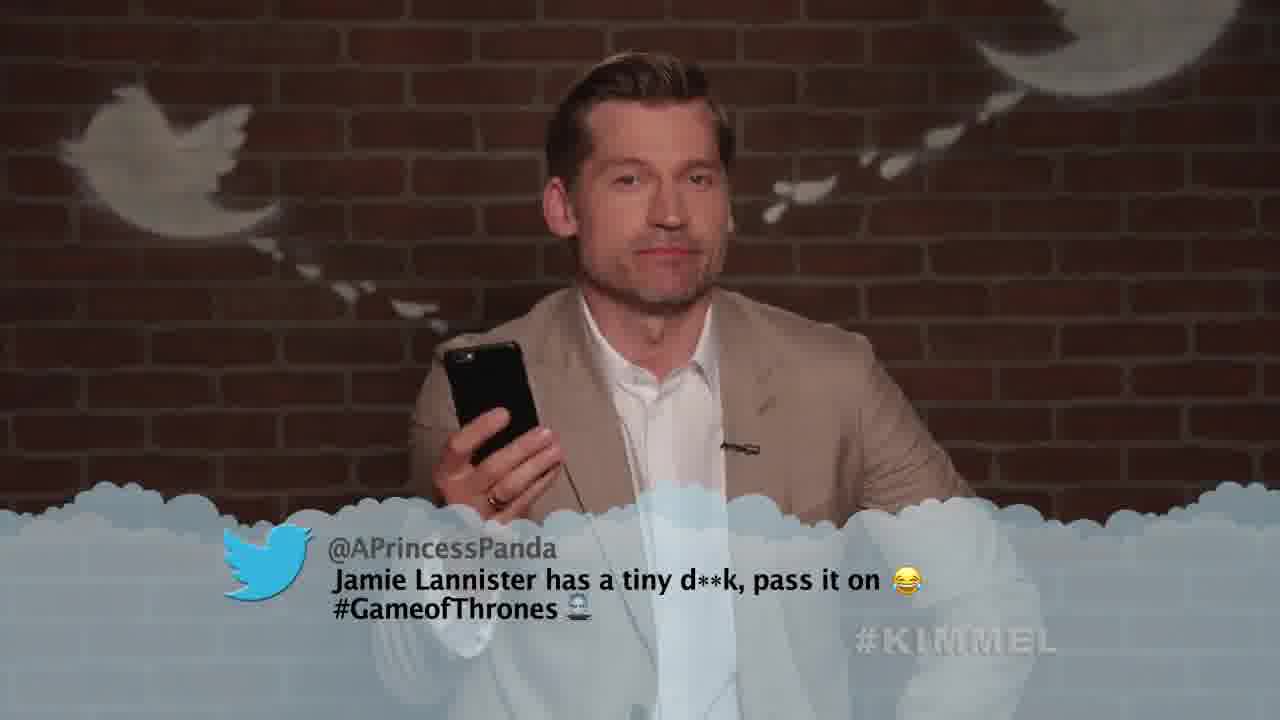 @APrincessPanda
Jamie Lannister has a tiny d**k, pass it on 😂
#GameofThrones
#KIMMEL